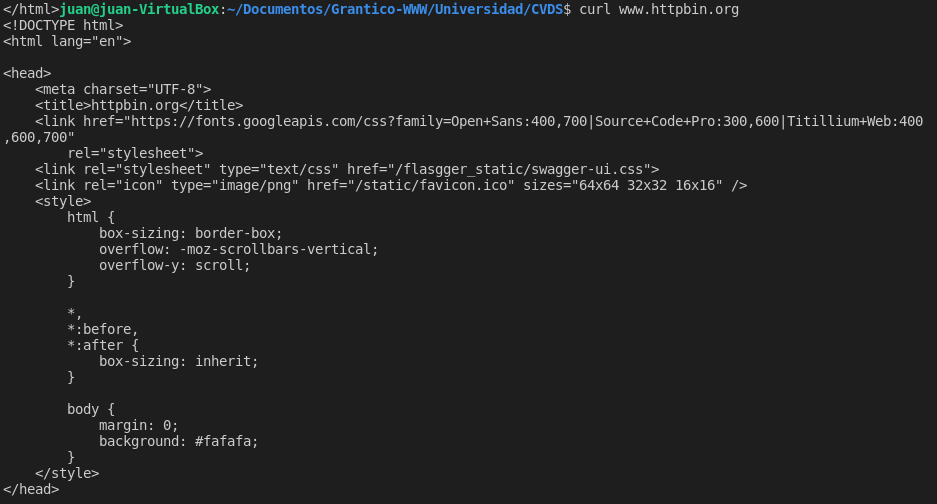 </html>juan@juan-VirtualBox:~/Documentos/Grantico-WWW/Universidad/CVDS$ curl www.httpbin.org
<!DOCTYPE html>
<html lang="en">

<head>
    <meta charset="UTF-8">
    <title>httpbin.org</title>
    <link href="https://fonts.googleapis.com/css?family=Open+Sans:400,700|Source+Code+Pro:300,600|Titillium+Web:400
,600,700"
        rel="stylesheet">
    <link rel="stylesheet" type="text/css" href="/flasgger_static/swagger-ui.css">
    <link rel="icon" type="image/png" href="/static/favicon.ico" sizes="64x64 32x32 16x16" />
    <style>
        html {
            box-sizing: border-box;
            overflow: -moz-scrollbars-vertical;
            overflow-y: scroll;
        }

        *,
        *:before,
        *:after {
            box-sizing: inherit;
        }

        body {
            margin: 0;
            background: #fafafa;
        }
    </style>
</head>